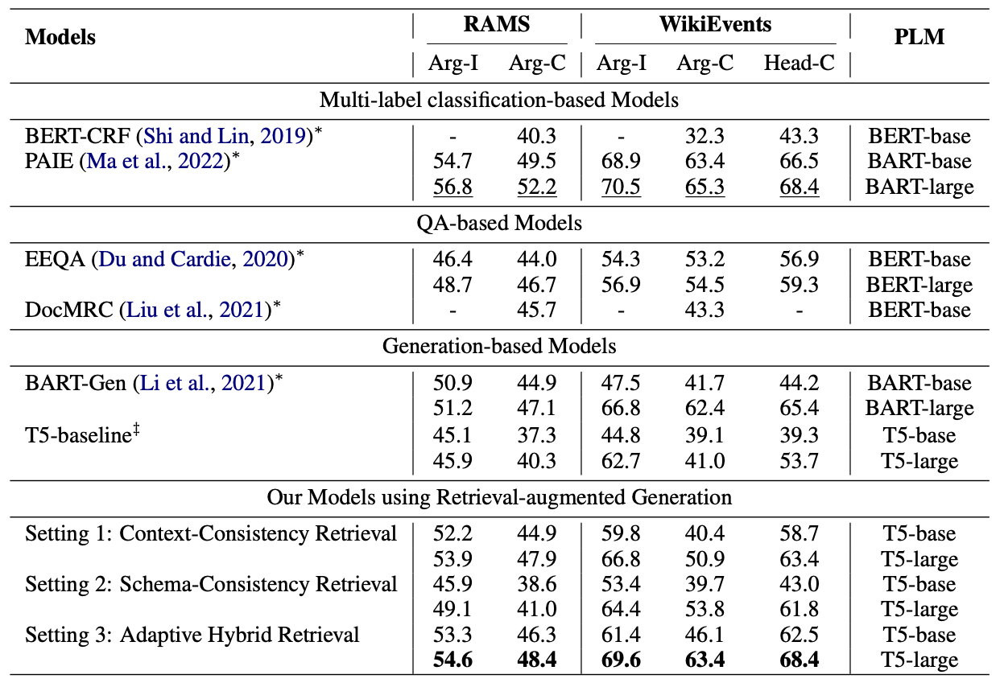 Models RAMS WikiEvents PLM
Arg-I Arg-C Arg-I Arg-C Head-C
Multi-label classification-based Models
BERT-CRF (Shi and Lin, 2019)* - 40.3 - 32.3 43.3 BERT-base
PAIE (Ma et al., 2022)* 54.7 49.5 68.9 63.4 66.5 BART-base
56.8 52.2 70.5 65.3 68.4 BART-large
QA-based Models
EEQA (Du and Cardie, 2020)* 46.4 44.0 54.3 53.2 56.9 BERT-base
48.7 46.7 56.9 54.5 59.3 BERT-large
DocMRC (Liu et al., 2021)* - 45.7 - 43.3 - BERT-base
Generation-based Models
BART-Gen (Li et al., 2021)* 50.9 44.9 47.5 41.7 44.2 BART-base
51.2 47.1 66.8 62.4 65.4 BART-large
T5-baseline‡ 45.1 37.3 44.8 39.1 39.3 T5-base
45.9 40.3 62.7 41.0 53.7 T5-large
Our Models using Retrieval-augmented Generation
Setting 1: Context-Consistency Retrieval 52.2 44.9 59.8 40.4 58.7 T5-base
53.9 47.9 66.8 50.9 63.4 T5-large
Setting 2: Schema-Consistency Retrieval 45.9 38.6 53.4 39.7 43.0 T5-base
49.1 41.0 64.4 53.8 61.8 T5-large
Setting 3: Adaptive Hybrid Retrieval 53.3 46.3 61.4 46.1 62.5 T5-base
54.6 48.4 69.6 63.4 68.4 T5-large